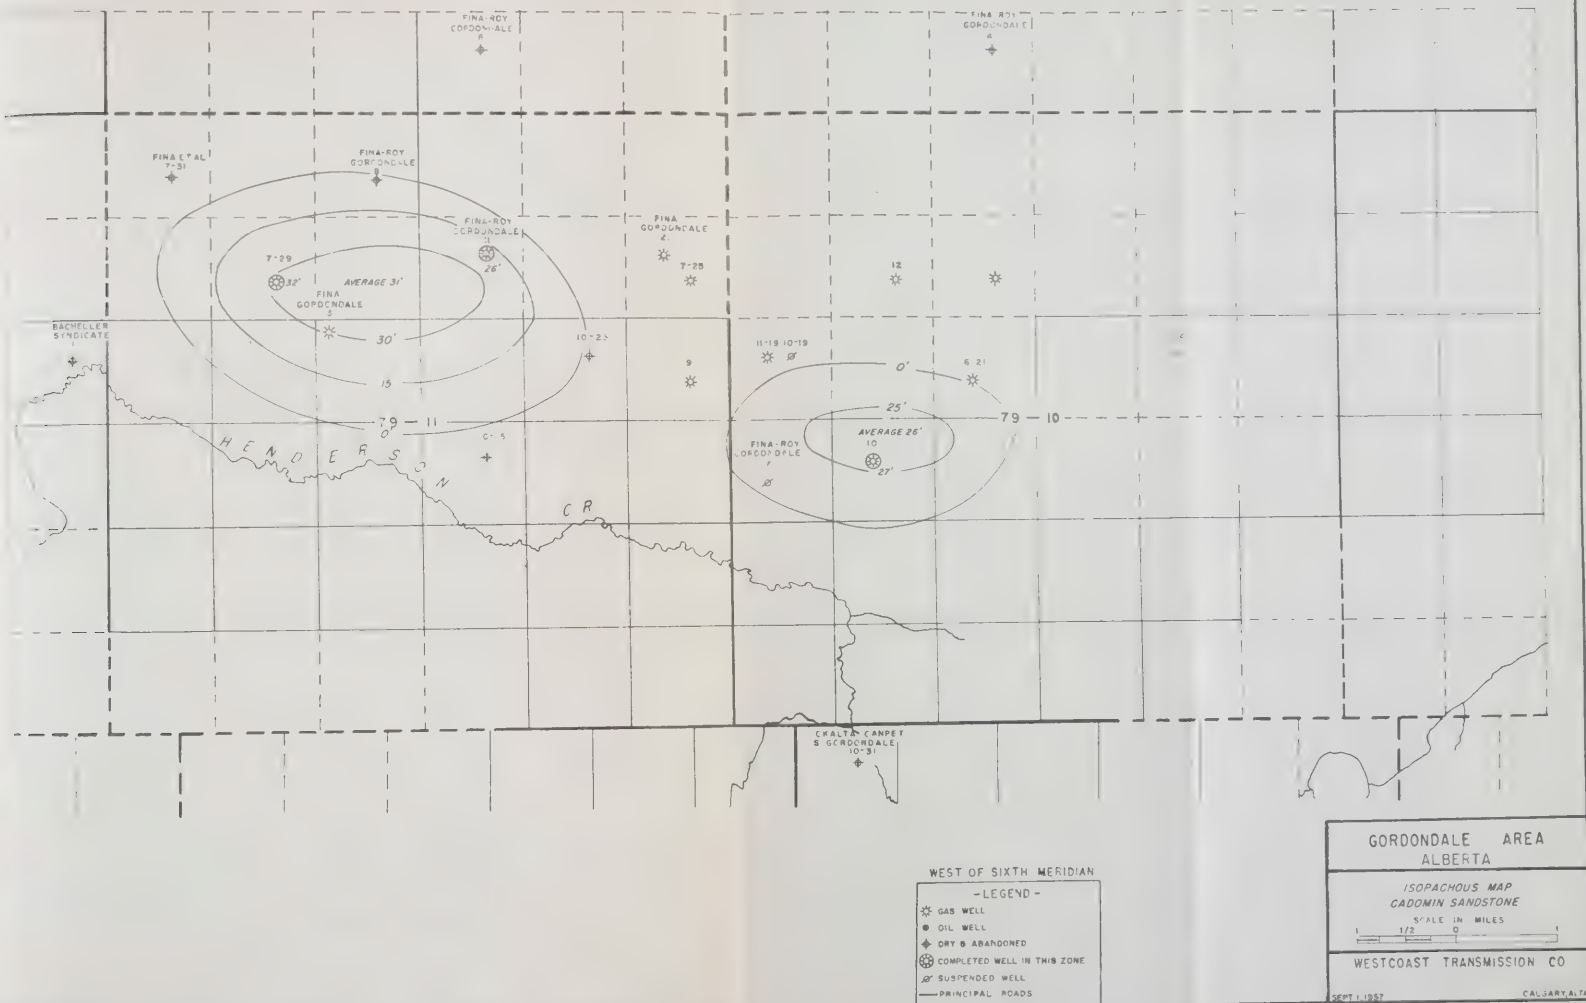 FINA-ROY
GORDONDALE
6
FINA ROY
GORDONDALE
4
FINA ET AL
7-31
FINA-ROY
GORDONDALE
8
FINA-ROY
GORDONDALE
11
26'
FINA
GORDONDALE
2
7-25
12
7-29
32'
AVERAGE 31'
FINA
GORDONDALE
3
30'
15
0'
BACHELLER
SYNDICATE
1
10-23
9
11-19 10-19
6 21
0'
25'
AVERAGE 26'
10
27'
FINA-ROY
GORDONDALE
79 - 11
79 - 10
HENDERSON CR
CKALTA CANPET
S GORDONDALE
10-31
WEST OF SIXTH MERIDIAN
- LEGEND -
GAS WELL
OIL WELL
DRY & ABANDONED
COMPLETED WELL IN THIS ZONE
SUSPENDED WELL
PRINCIPAL ROADS
GORDONDALE AREA
ALBERTA
ISOPACHOUS MAP
CADOMIN SANDSTONE
SCALE IN MILES
1 1/2 0 1
WESTCOAST TRANSMISSION CO
SEPT 1, 1957
CALGARY, ALTA